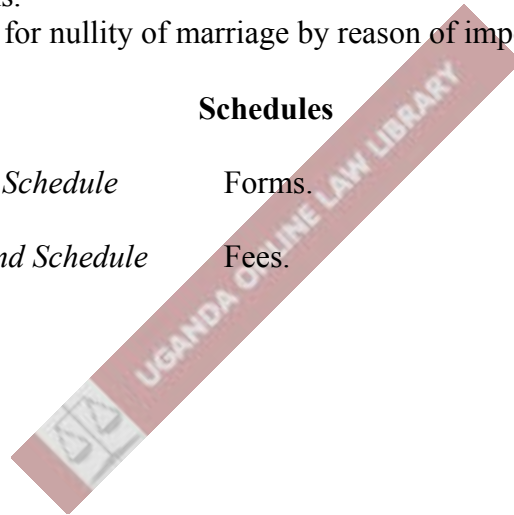 for nullity of marriage by reason of imp
Schedules
Schedule Forms.
nd Schedule Fees.
UGANDA ONLINE LAW LIBRARY